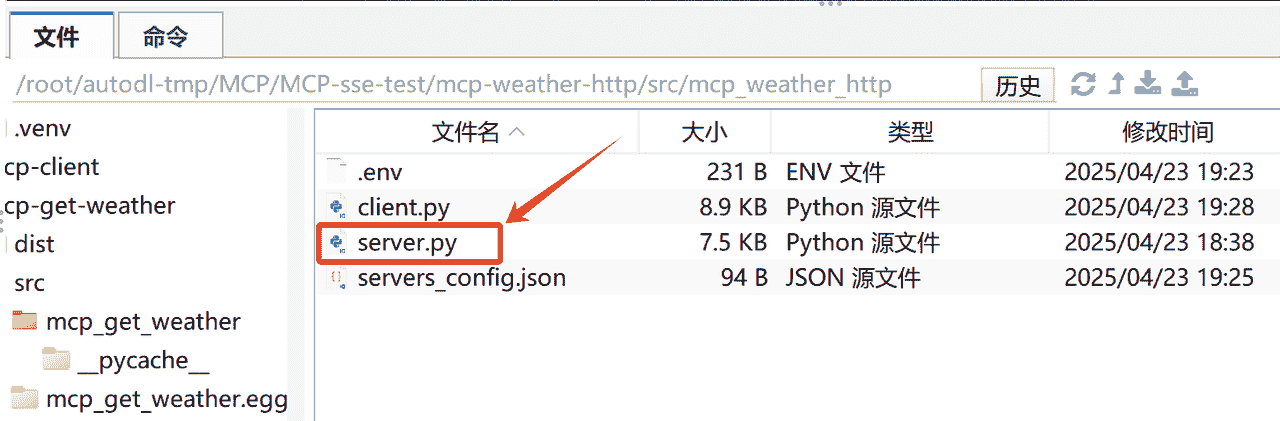 文件 命令
/root/autodl-tmp/MCP/MCP-sse-test/mcp-weather-http/src/mcp_weather_http 历史
.venv
cp-client
cp-get-weather
dist
src
mcp_get_weather
__pycache__
mcp_get_weather.egg
文件名 大小 类型 修改时间
.env 231 B ENV 文件 2025/04/23 19:23
client.py 8.9 KB Python 源文件 2025/04/23 19:28
server.py 7.5 KB Python 源文件 2025/04/23 18:38
servers_config.json 94 B JSON 源文件 2025/04/23 19:25